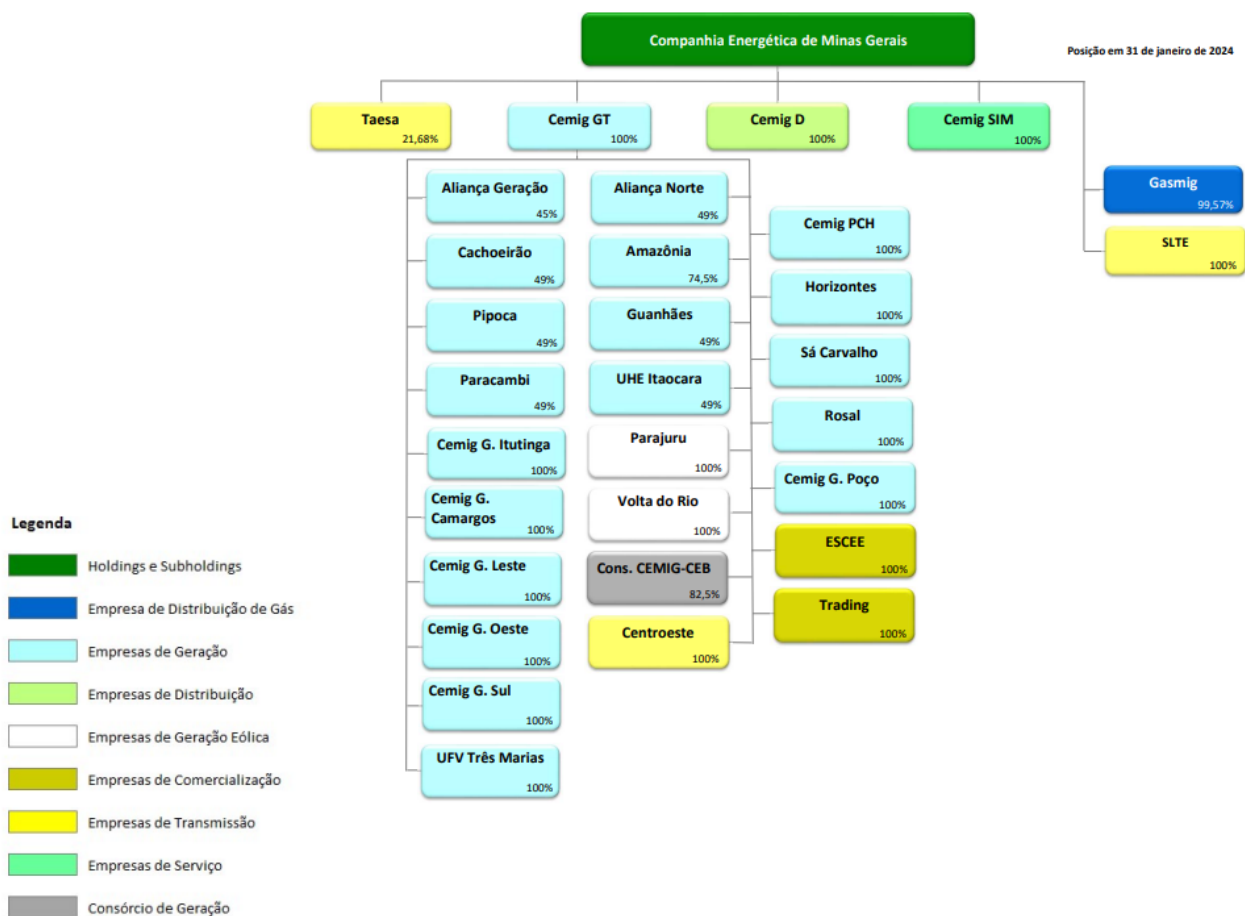 Companhia Energética de Minas Gerais
Posição em 31 de janeiro de 2024
Taesa
21,68%
Cemig GT
100%
Cemig D
100%
Cemig SIM
100%
Gasmig
99,57%
SLTE
100%
Aliança Geração
45%
Cachoeirão
49%
Pipoca
49%
Paracambi
49%
Cemig G. Itutinga
100%
Cemig G.
Camargos
100%
Cemig G. Leste
100%
Cemig G. Oeste
100%
Cemig G. Sul
100%
UFV Três Marias
100%
Aliança Norte
49%
Amazônia
74,5%
Guanhães
49%
UHE Itaocara
49%
Parajuru
100%
Volta do Rio
100%
Cons. CEMIG-CEB
82,5%
Centroeste
100%
Cemig PCH
100%
Horizontes
100%
Sá Carvalho
100%
Rosal
100%
Cemig G. Poço
100%
ESCEE
100%
Trading
100%
Legenda
Holdings e Subholdings
Empresa de Distribuição de Gás
Empresas de Geração
Empresas de Distribuição
Empresas de Geração Eólica
Empresas de Comercialização
Empresas de Transmissão
Empresas de Serviço
Consórcio de Geração